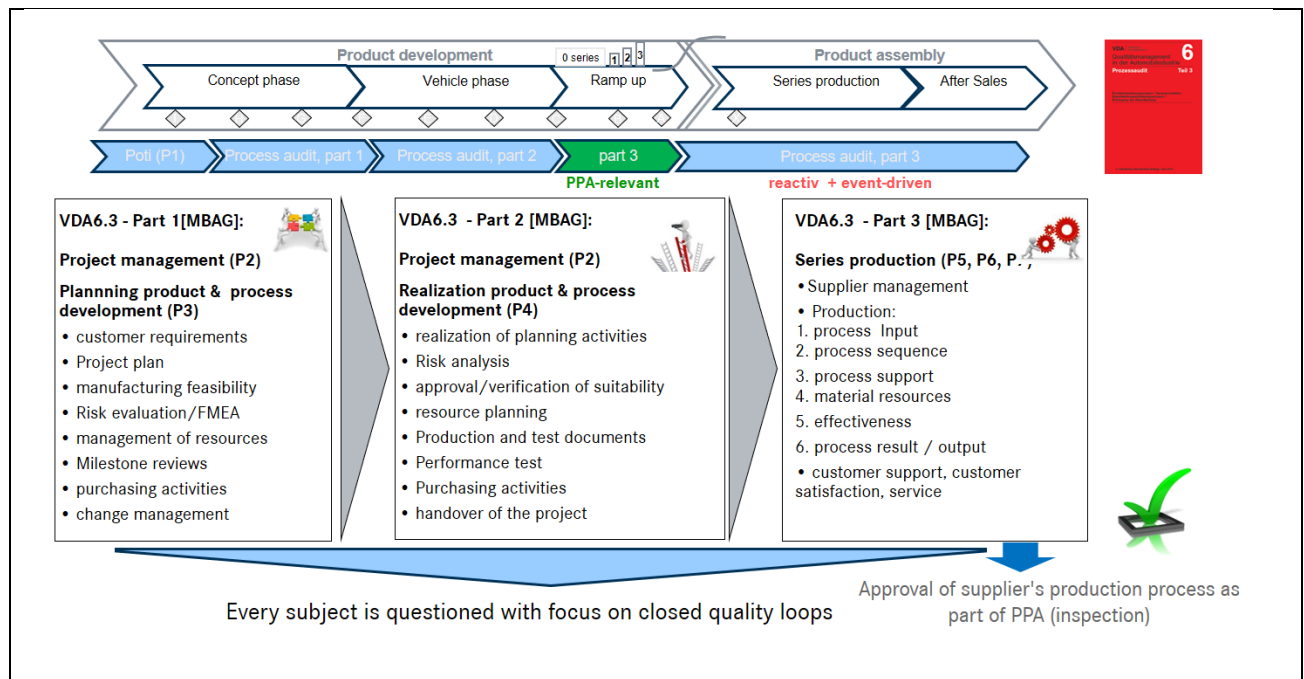 Product development
0 series
1 2 3
Product assembly
Concept phase
Vehicle phase
Ramp up
Series production
After Sales
VDA
6
Qualitätsmanagement
in der Automobilindustrie
Prozessaudit
Teil 3
Poti (P1)
Process audit, part 1
Process audit, part 2
part 3
Process audit, part 3
PPA-relevant
reactiv + event-driven
VDA6.3 - Part 1[MBAG]:
Project management (P2)
Plannning product & process
development (P3)
• customer requirements
• Project plan
• manufacturing feasibility
• Risk evaluation/FMEA
• management of resources
• Milestone reviews
• purchasing activities
• change management
VDA6.3 - Part 2 [MBAG]:
Project management (P2)
Realization product & process
development (P4)
• realization of planning activities
• Risk analysis
• approval/verification of suitability
• resource planning
• Production and test documents
• Performance test
• Purchasing activities
• handover of the project
VDA6.3 - Part 3 [MBAG]:
Series production (P5, P6,
•Supplier management
• Production:
1. process Input
2. process sequence
3. process support
4. material resources
5. effectiveness
6. process result / output
• customer support, customer
satisfaction, service
Every subject is questioned with focus on closed quality loops
Approval of supplier's production process as
part of PPA (inspection)